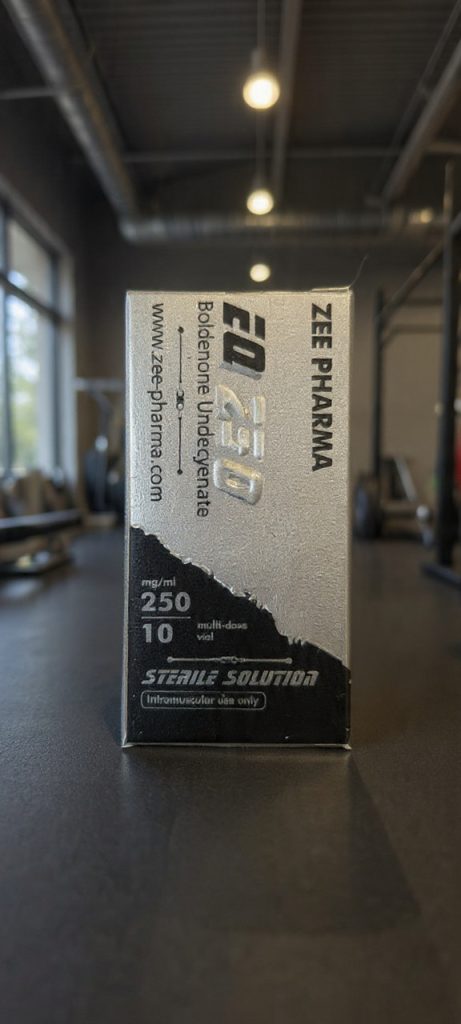 ZEE PHARMA
EQ 250
Boldenone Undecyenate
www.zee-pharma.com
mg/ml
250
10
multi-dose
vial
STERILE SOLUTION
Intromuscular use only